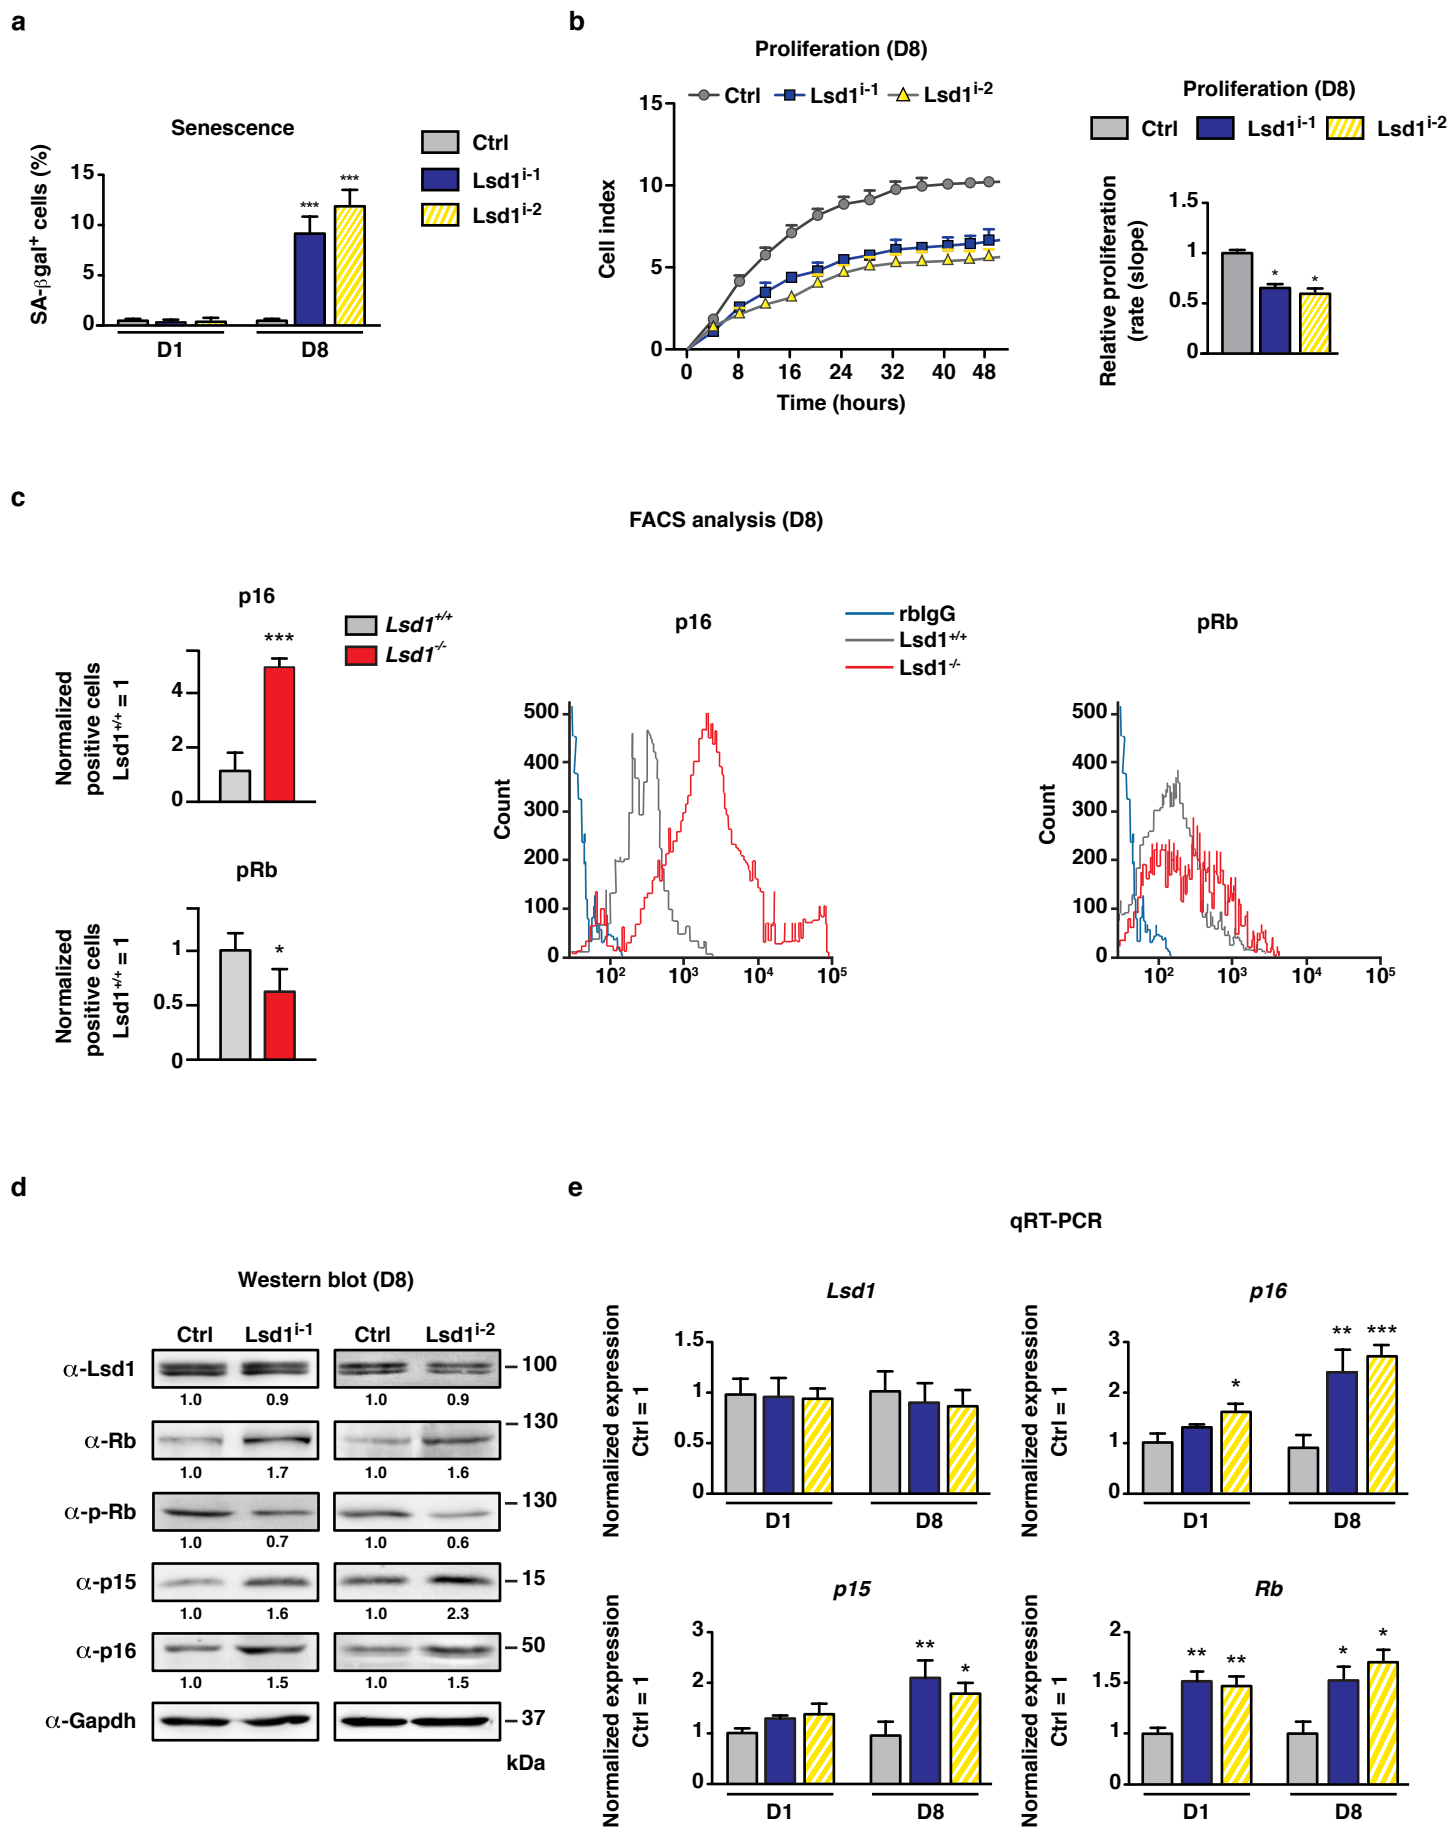 a
Senescence
SA-βgal⁺ cells (%)
15
10
5
0
***
***
D1
D8
Ctrl
Lsd1ⁱ⁻¹
Lsd1ⁱ⁻²
b
Proliferation (D8)
Ctrl
Lsd1ⁱ⁻¹
Lsd1ⁱ⁻²
Cell index
15
10
5
0
0 8 16 24 32 40 48
Time (hours)
Proliferation (D8)
Ctrl
Lsd1ⁱ⁻¹
Lsd1ⁱ⁻²
Relative proliferation
(rate (slope)
1.5
1
0.5
0
*
*
c
FACS analysis (D8)
p16
Normalized
positive cells
Lsd1⁺/⁺ = 1
4
2
0
***
Lsd1⁺/⁺
Lsd1⁻/⁻
pRb
Normalized
positive cells
Lsd1⁺/⁺ = 1
1
0.5
0
*
p16
Count
500
400
300
200
100
0
10² 10³ 10⁴ 10⁵
rbIgG
Lsd1⁺/⁺
Lsd1⁻/⁻
pRb
Count
500
400
300
200
100
0
10² 10³ 10⁴ 10⁵
d
Western blot (D8)
Ctrl Lsd1ⁱ⁻¹ Ctrl Lsd1ⁱ⁻²
α-Lsd1 100
1.0 0.9 1.0 0.9
α-Rb 130
1.0 1.7 1.0 1.6
α-p-Rb 130
1.0 0.7 1.0 0.6
α-p15 15
1.0 1.6 1.0 2.3
α-p16 50
1.0 1.5 1.0 1.5
α-Gapdh 37
kDa
e
qRT-PCR
Lsd1
Normalized expression
Ctrl = 1
1.5
1
0.5
0
D1
D8
p16
Normalized expression
Ctrl = 1
3
2
1
0
*
**
***
D1
D8
p15
Normalized expression
Ctrl = 1
3
2
1
0
**
*
D1
D8
Rb
Normalized expression
Ctrl = 1
2
1.5
1
0
**
**
*
*
D1
D8